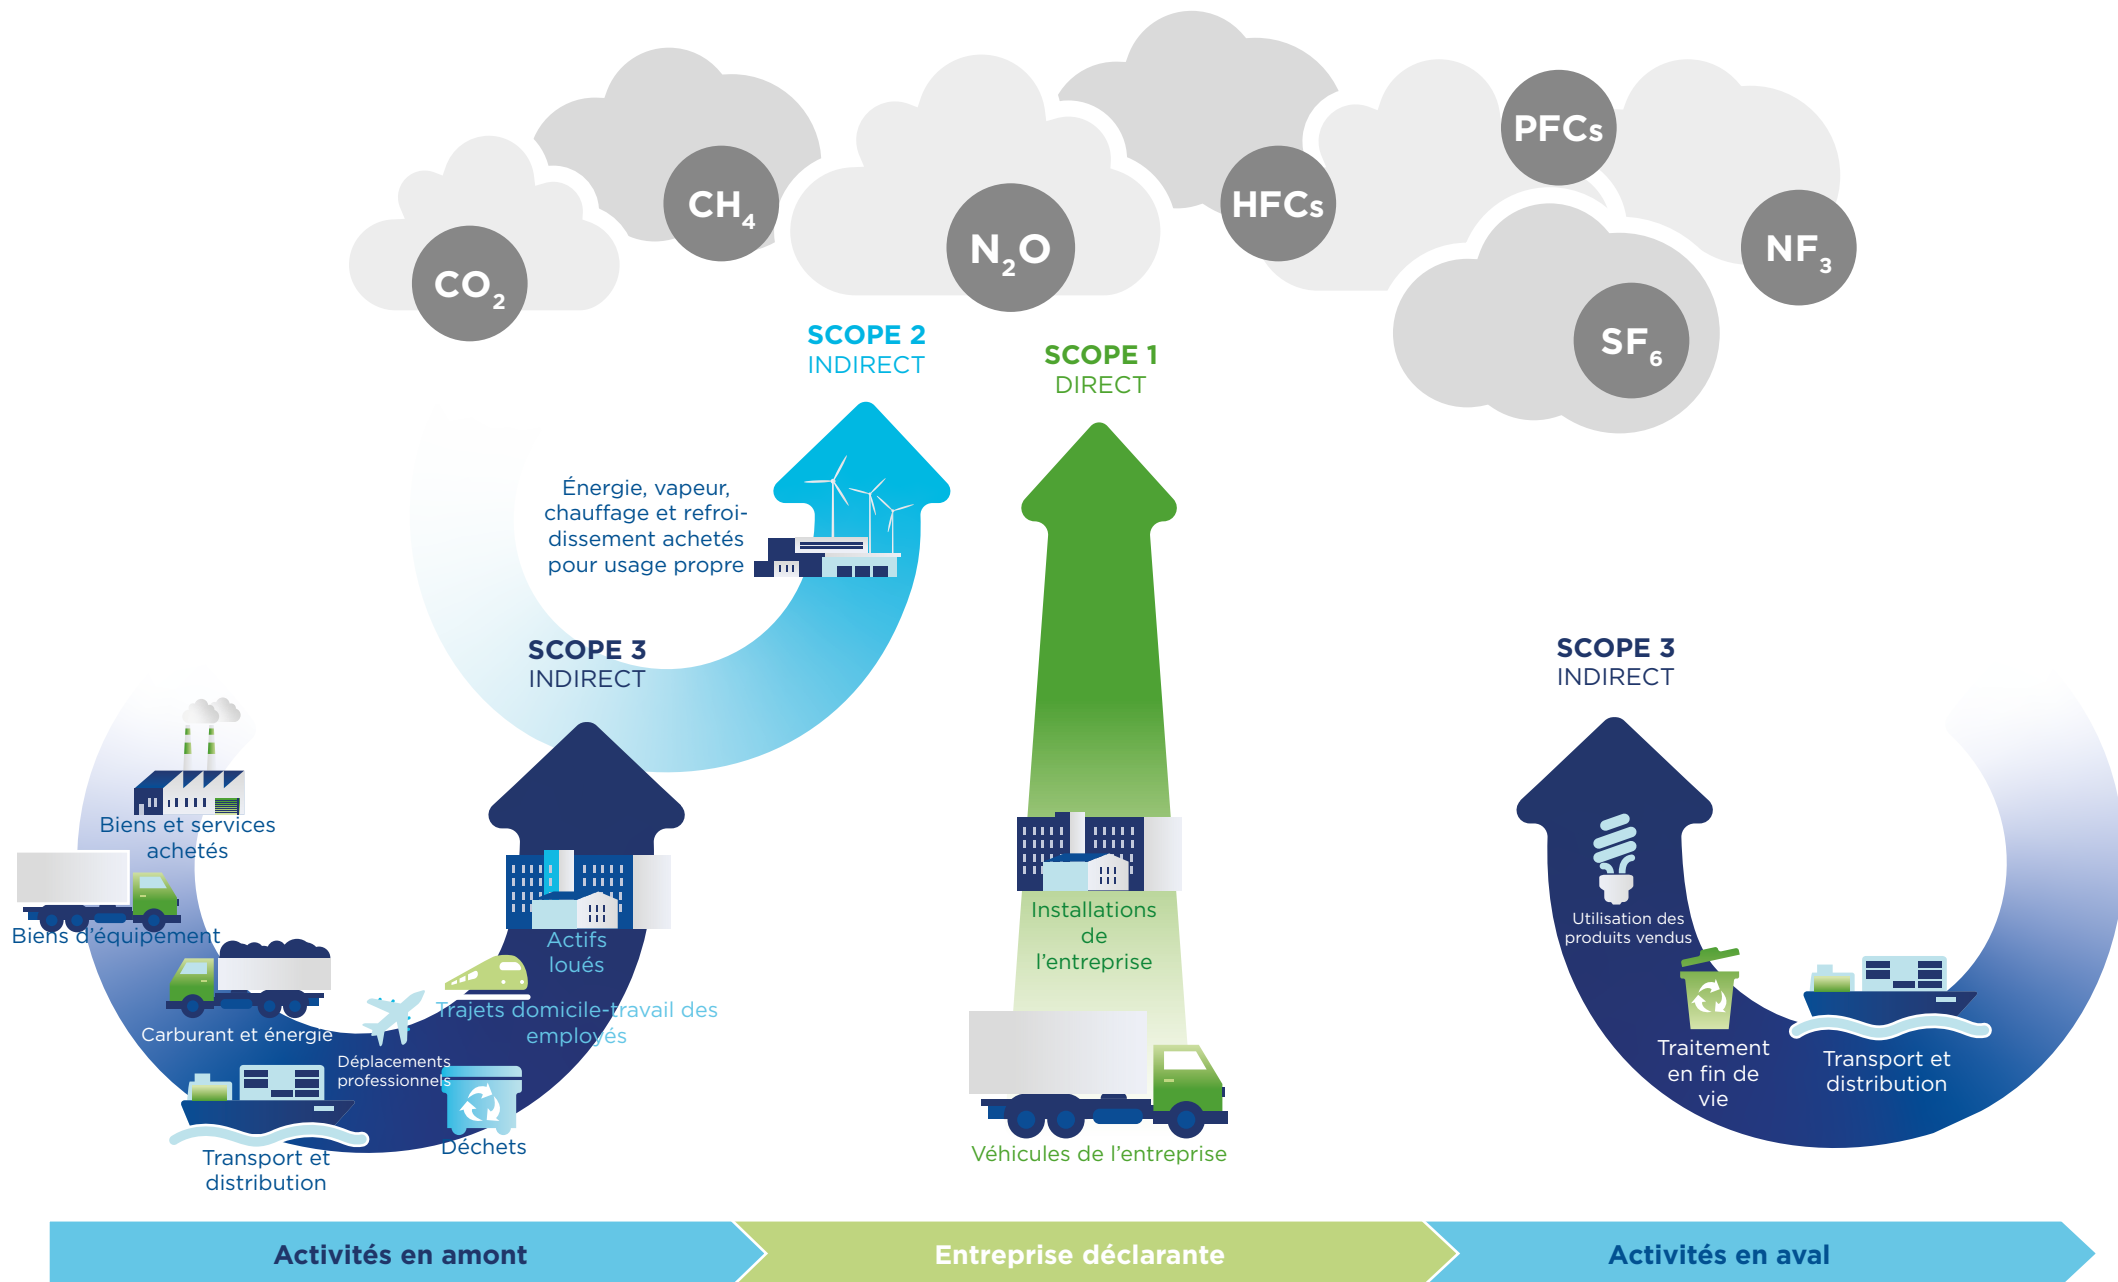 CO₂
CH₄
N₂O
HFCs
PFCs
SF₆
NF₃
SCOPE 2
INDIRECT
Énergie, vapeur,
chauffage et refroi-
dissement achetés
pour usage propre
SCOPE 1
DIRECT
Installations
de
l'entreprise
Véhicules de l'entreprise
SCOPE 3
INDIRECT
Biens et services
achetés
Biens d'équipement
Carburant et énergie
Transport et
distribution
Déplacements
professionnels
Déchets
Trajets domicile-travail des
employés
Actifs
loués
SCOPE 3
INDIRECT
Utilisation des
produits vendus
Traitement
en fin de
vie
Transport et
distribution
Activités en amont
Entreprise déclarante
Activités en aval